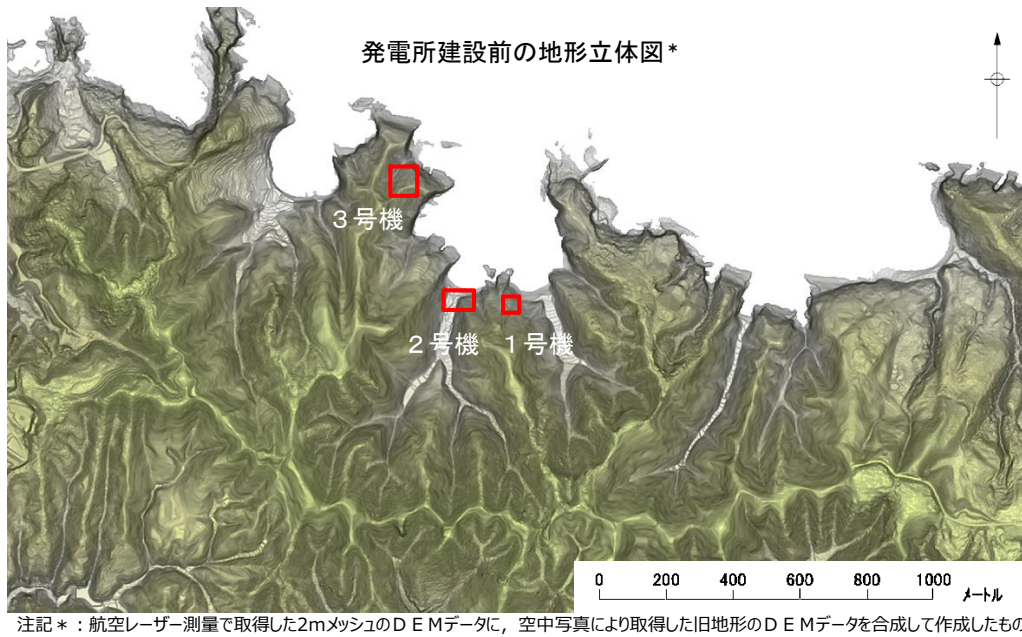 発電所建設前の地形立体図*
3号機
2号機 1号機
0 200 400 600 800 1000 メートル
注記*:航空レーザー測量で取得した2mメッシュのDEMデータに,空中写真により取得した旧地形のDEMデータを合成して作成したもの